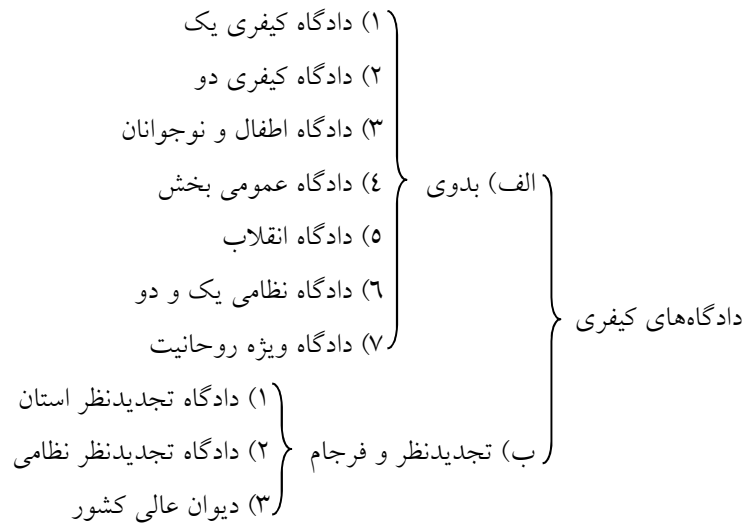 دادگاه‌های کیفری
الف) بدوی
۱) دادگاه کیفری یک
۲) دادگاه کیفری دو
۳) دادگاه اطفال و نوجوانان
٤) دادگاه عمومی بخش
٥) دادگاه انقلاب
٦) دادگاه نظامی یک و دو
۷) دادگاه ویژه روحانیت
ب) تجدیدنظر و فرجام
۱) دادگاه تجدیدنظر استان
۲) دادگاه تجدیدنظر نظامی
۳) دیوان عالی کشور